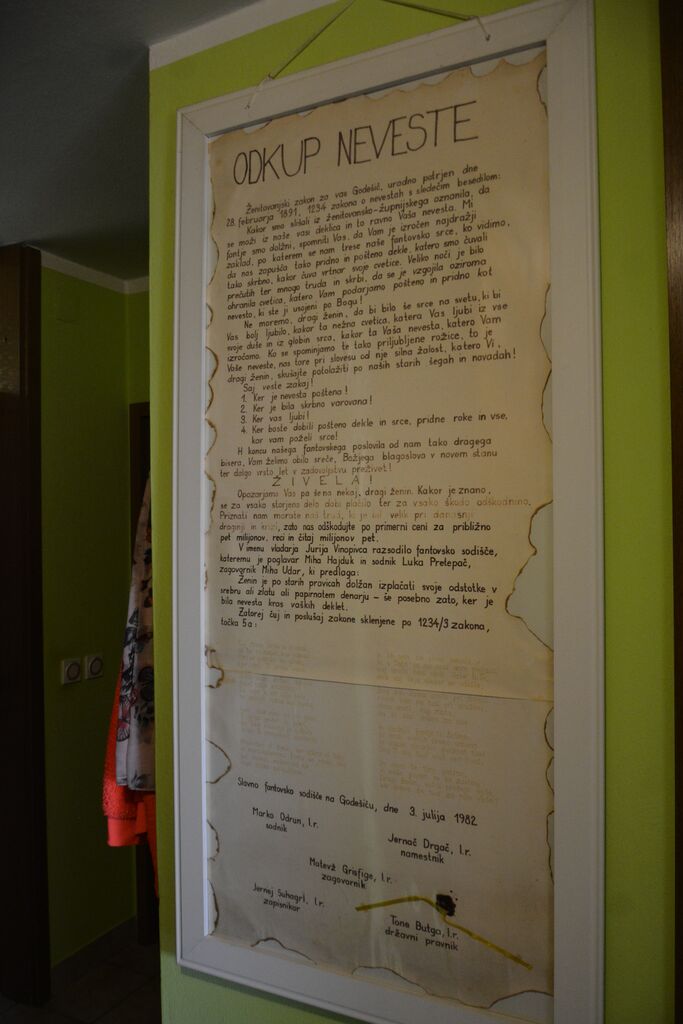 ODKUP NEVESTE
Ženitovanjski zakon za vas Godešič, uradno potrjen dne
28. februarja 1891, 1234 zakona o nevestah s sledečim besedilom:
Kakor smo slišali iz ženitovansko-župnijskega oznanila, da
se moži iz naše vasi deklica in to ravno Vaša nevesta. Mi
fantje smo dolžni, spomniti Vas, da Vam je izročen najdražji
zaklad, po katerem se nam trese naše fantovsko srce, ko vidimo,
da nas zapušča tako pridno in pošteno dekle, katero smo čuvali
tako skrbno, kakor čuva vrtnar svoje cvetice. Veliko noči je bilo
prečutih ter mnogo truda in skrbi, da se je vzgojila oziroma
ohranila cvetica, katero Vam podarjamo pošteno in pridno kot
nevesto, ki ste ji usojeni po Bogu!
Ne moremo, dragi ženin, da bi bilo še srce na svetu, ki bi
Vas bolj ljubilo, kakor ta nežna cvetica, katera Vas ljubi iz vse
svoje duše in iz globin srca, kakor ta Vaša nevesta, katero Vam
izročamo. Ko se spominjamo te tako priljubljene rožice, to je
Vaše neveste, nas tore pri slovesu od nje silna žalost, katero Vi,
dragi ženin, skušajte potolažiti po naših starih šegah in navadah!
Saj veste zakaj!
1. Ker je nevesta poštena!
2. Ker je bila skrbno varovana!
3. Ker vas ljubi!
4. Ker boste dobili pošteno dekle in srce, pridne roke in vse,
kar vam poželi srce!
H koncu našega fantovskega poslovila od nam tako dragega
bisera, Vam želimo obilo sreče, Božjega blagoslova v novem stanu
ter dolgo vrsto let v zadovoljstvu preživet!
ŽIVELA!
Opozarjamo Vas pa še na nekaj, dragi ženin. Kakor je znano,
se za vsako storjeno delo dobi plačilo ter za vsako škodo odškodnino.
Priznati nam morate naš trud, ki je bil velik pri današnji
draginji in krizi, zato nas odškodujte po primerni ceni za približno
pet milijonov, reci in čitaj milijonov pet.
V imenu vladarja Jurija Vinopivca razsodilo fantovsko sodišče,
kateremu je poglavar Miha Hajduk in sodnik Luka Pretepač,
zagovornik Miha Udar, ki predlaga:
Ženin je po starih pravicah dolžan izplačati svoje odstotke v
srebru ali zlatu ali papirnatem denarju - še posebno zato, ker je
bila nevesta kras vaških deklet.
Zatorej čuj in poslušaj zakone sklenjene po 1234/3 zakona,
točka 5a:
Slavno fantovsko sodišče na Godešiču, dne 3. julija 1982
Marko Odrun, l.r.
sodnik
Jernač Drgač, l.r.
namestnik
Matevž Grisfige, l.r.
zagovornik
Jernej Suhagrl, l.r.
zapisnikar
Tone Butga, l.r.
državni pravnik